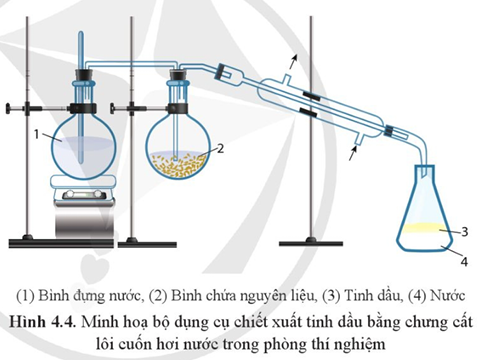 1
2
3
4
(1) Bình đựng nước, (2) Bình chứa nguyên liệu, (3) Tinh dầu, (4) Nước
Hình 4.4. Minh hoạ bộ dụng cụ chiết xuất tinh dầu bằng chưng cất
lôi cuốn hơi nước trong phòng thí nghiệm